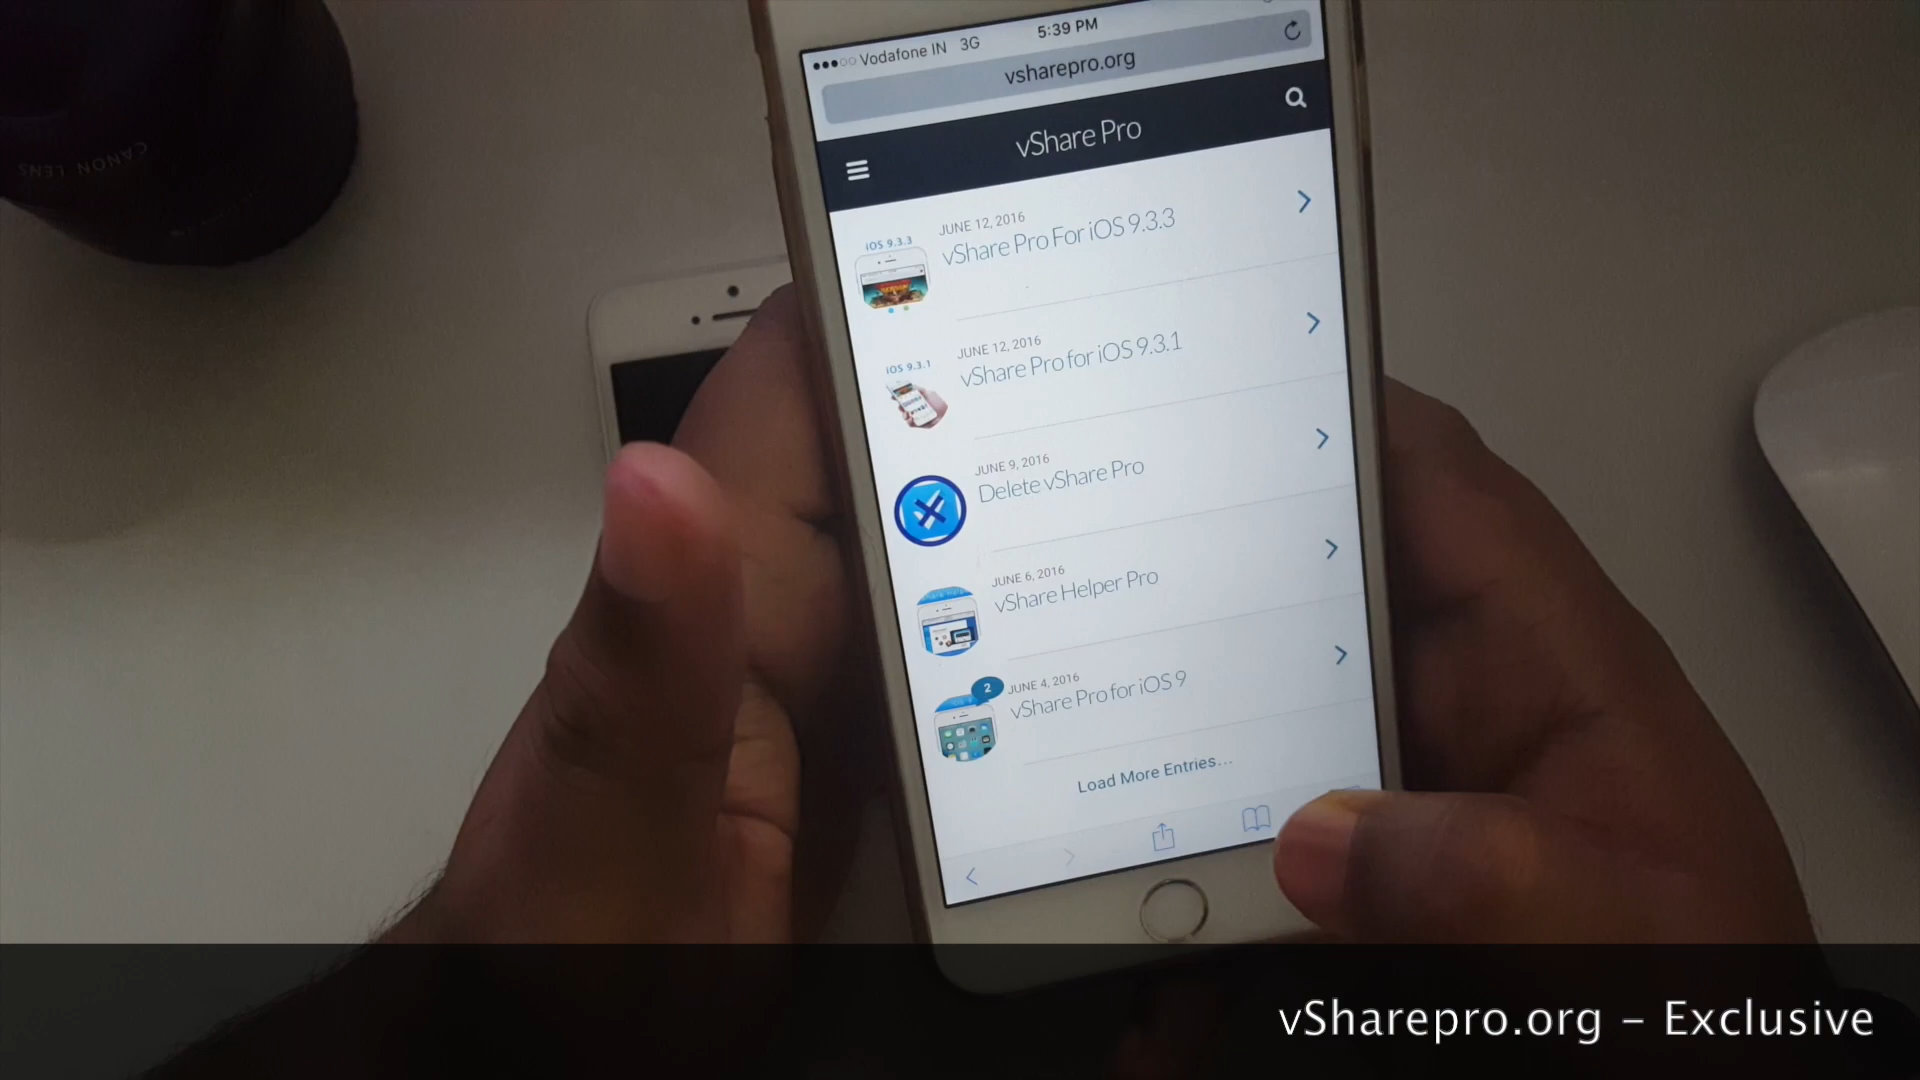 Vodafone IN 3G 5:39 PM
vsharepro.org
vShare Pro
CANON LENS
iOS 9.3.3
JUNE 12, 2016
vShare Pro For iOS 9.3.3
iOS 9.3.1
JUNE 12, 2016
vShare Pro for iOS 9.3.1
JUNE 9, 2016
Delete vShare Pro
JUNE 6, 2016
vShare Helper Pro
2
JUNE 4, 2016
vShare Pro for iOS 9
Load More Entries...
vSharepro.org – Exclusive